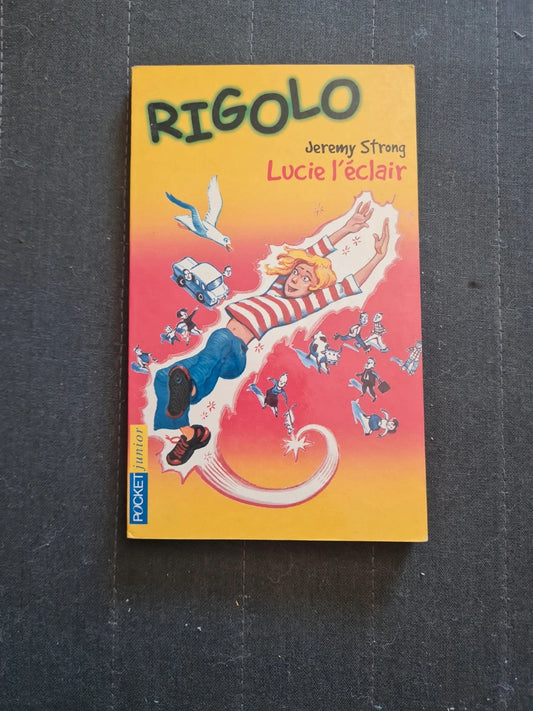 RIGOLO
Jeremy Strong
Lucie l'éclair
POCKET junior